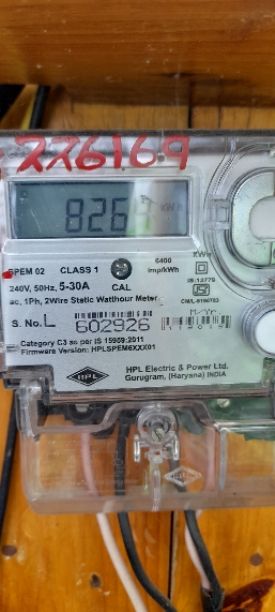 226169
826
kWh
SPEM 02 CLASS 1 CAL 6400 imp/kWh
240V, 50Hz, 5-30A
IS:13779
ac, 1Ph, 2Wire Static Watthour Meter
S. No. L 602926
Category C3 as per IS 15959:2011
Firmware Version: HPLSPEM6XXX01
HPL
HPL Electric & Power Ltd.
Gurugram, (Haryana) INDIA